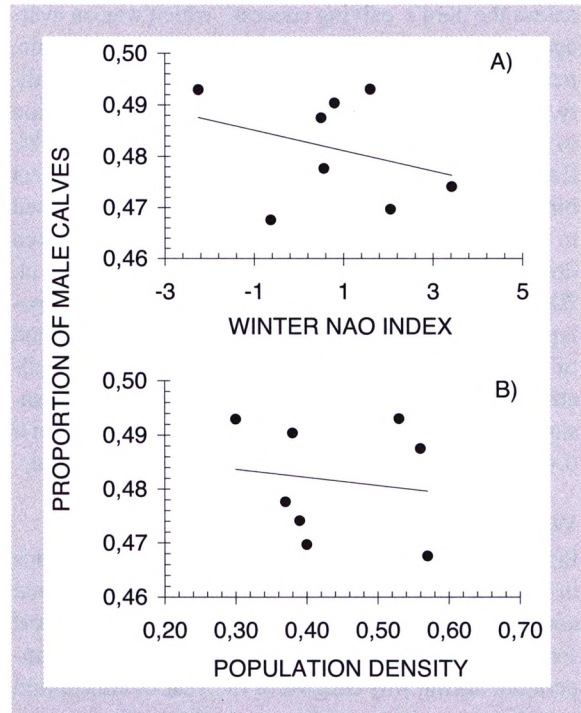 PROPORTION OF MALE CALVES
A)
0,50
0,49
0,48
0,47
0,46
-3 -1 1 3 5
WINTER NAO INDEX
B)
0,50
0,49
0,48
0,47
0,46
0,20 0,30 0,40 0,50 0,60 0,70
POPULATION DENSITY